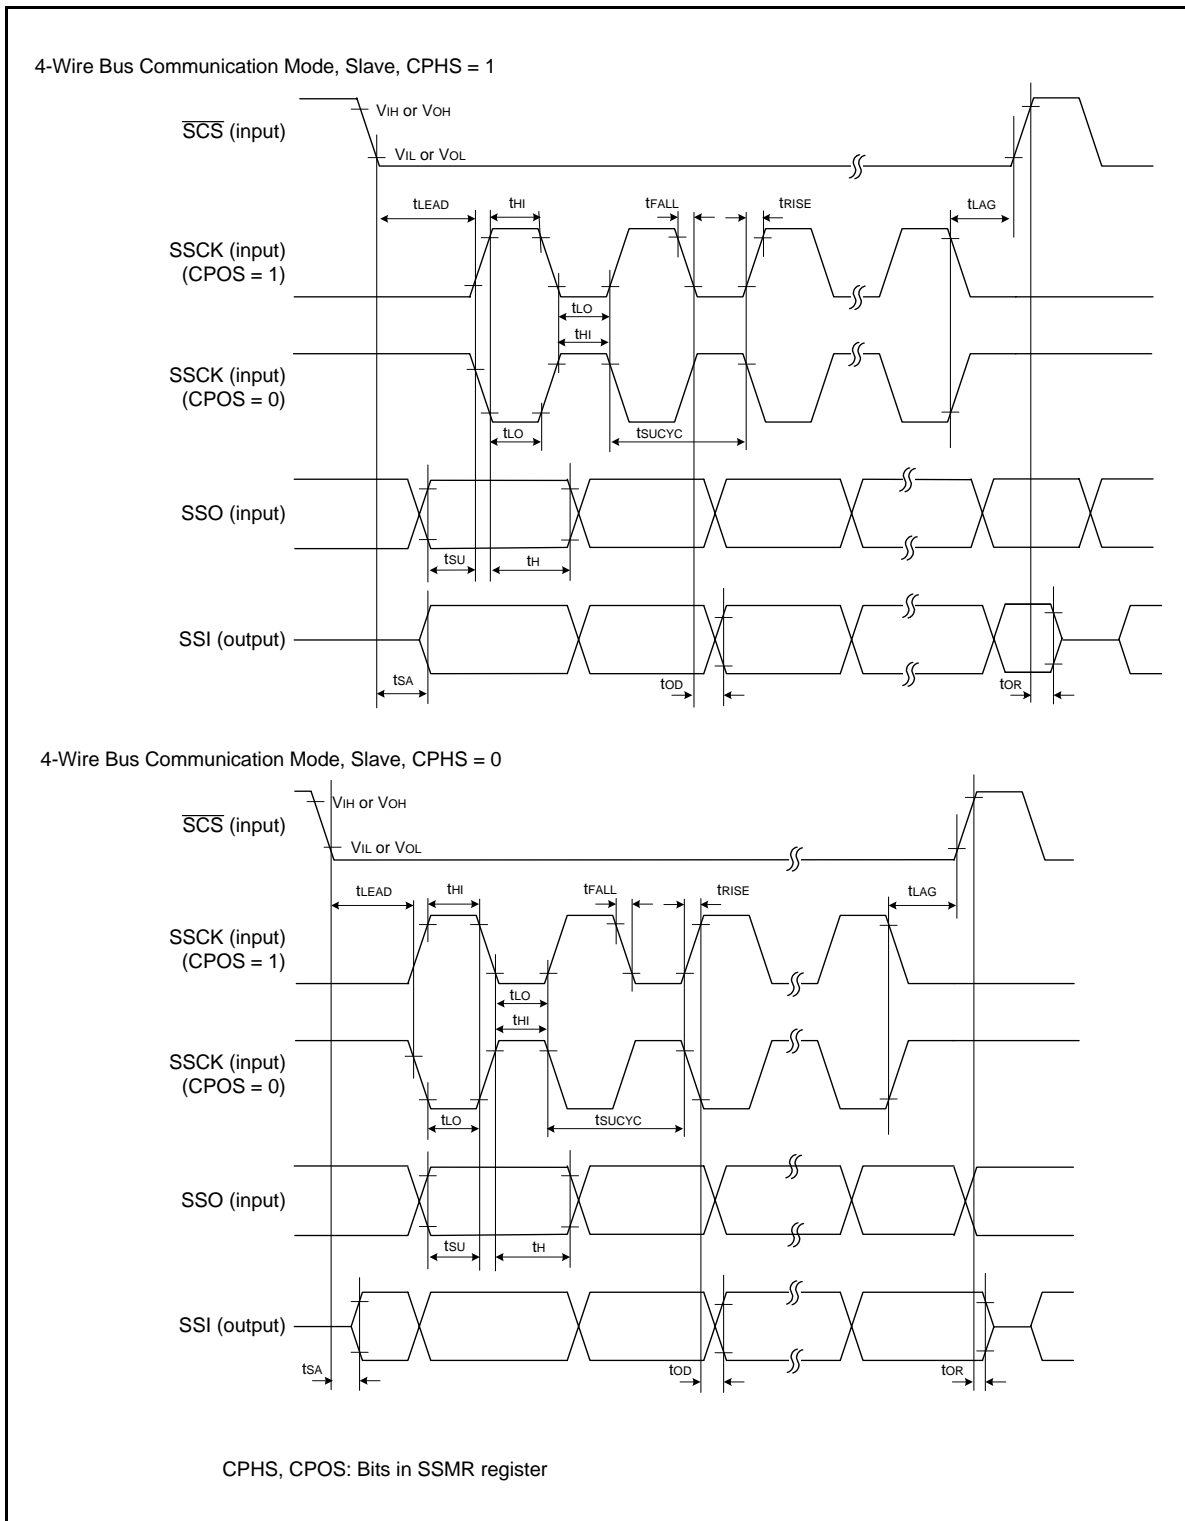 4-Wire Bus Communication Mode, Slave, CPHS = 1
VIH or VOH
SCS (input)
VIL or VOL
tLEAD
tHI
tFALL
tRISE
tLAG
SSCK (input)
(CPOS = 1)
tLO
tHI
SSCK (input)
(CPOS = 0)
tLO
tSUCYC
SSO (input)
tSU
tH
SSI (output)
tSA
tOD
tOR
4-Wire Bus Communication Mode, Slave, CPHS = 0
VIH or VOH
SCS (input)
VIL or VOL
tLEAD
tHI
tFALL
tRISE
tLAG
SSCK (input)
(CPOS = 1)
tLO
tHI
SSCK (input)
(CPOS = 0)
tLO
tSUCYC
SSO (input)
tSU
tH
SSI (output)
tSA
tOD
tOR
CPHS, CPOS: Bits in SSMR register